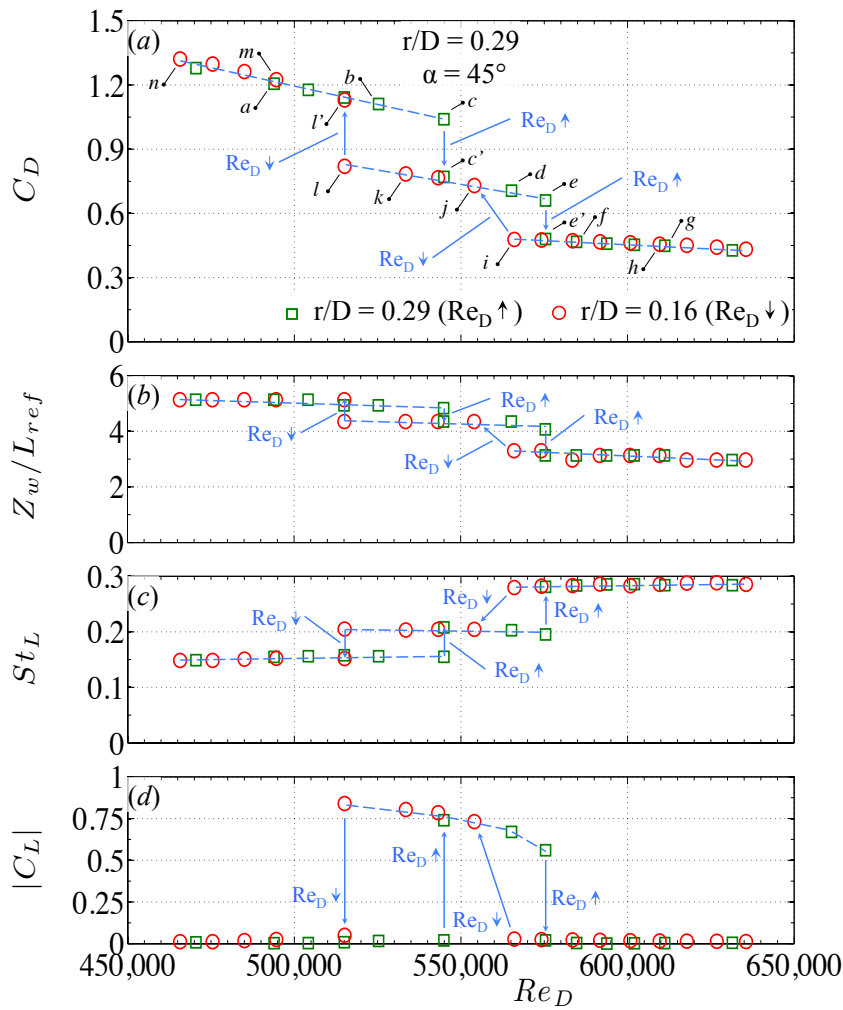 (a)
r/D = 0.29
α = 45°
1.5
1.2
0.9
0.6
0.3
0
C_D
n
m
a
l'
b
c
Re_D ↓
Re_D ↑
l
k
c'
j
d
e
Re_D ↑
Re_D ↓
i
e'
f
h
g
r/D = 0.29 (Re_D ↑)
r/D = 0.16 (Re_D ↓)
(b)
6
4
2
0
Z_w/L_ref
Re_D ↓
Re_D ↑
Re_D ↓
Re_D ↑
(c)
0.3
0.2
0.1
0
St_L
Re_D ↓
Re_D ↑
Re_D ↓
Re_D ↑
(d)
1
0.75
0.5
0.25
0
|C_L|
Re_D ↓
Re_D ↑
Re_D ↓
Re_D ↑
450,000 500,000 550,000 600,000 650,000
Re_D